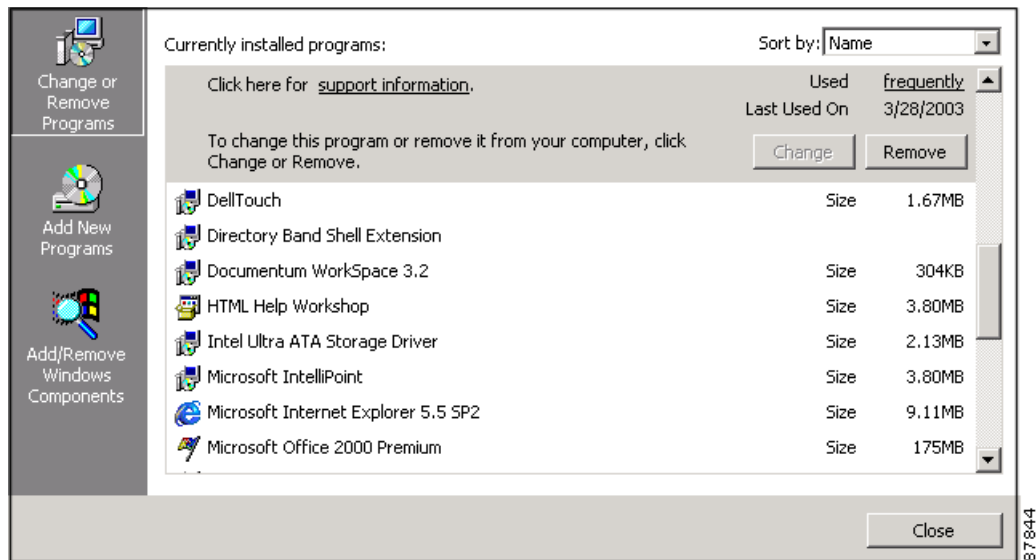 Change or
Remove
Programs
Add New
Programs
Add/Remove
Windows
Components
Currently installed programs:
Sort by: Name
Click here for support information.
Used frequently
Last Used On 3/28/2003
To change this program or remove it from your computer, click
Change or Remove.
Change Remove
DellTouch Size 1.67MB
Directory Band Shell Extension
Documentum WorkSpace 3.2 Size 304KB
HTML Help Workshop Size 3.80MB
Intel Ultra ATA Storage Driver Size 2.13MB
Microsoft IntelliPoint Size 3.80MB
Microsoft Internet Explorer 5.5 SP2 Size 9.11MB
Microsoft Office 2000 Premium Size 175MB
Close
87844